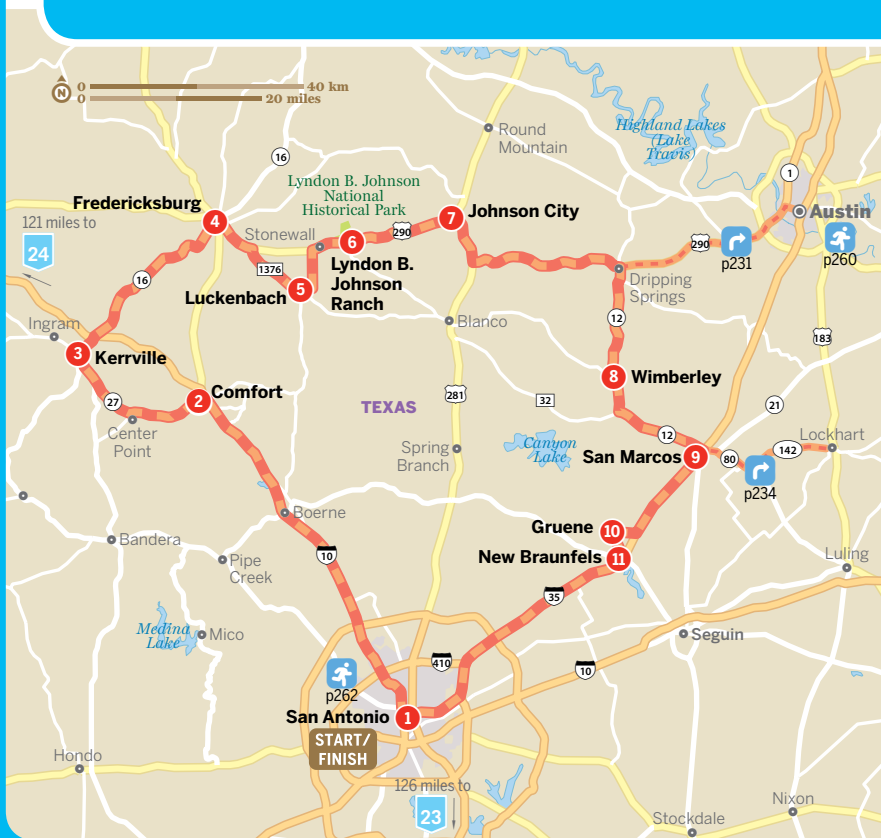 N
0
40 km
0
20 miles
16
Round
Mountain
Highland Lakes
(Lake
Travis)
1
Austin
Lyndon B. Johnson
National
Historical Park
Fredericksburg
4
121 miles to
24
Stonewall
6
290
7
Johnson City
290
p231
p260
Lyndon B.
Johnson
Ranch
1376
Luckenbach
5
16
Dripping
Springs
12
Ingram
3
Kerrville
Blanco
183
8
Wimberley
27
2
Comfort
TEXAS
281
32
21
Center
Point
12
Canyon
Lake
Spring
Branch
San Marcos
9
80
142
Lockhart
p234
Boerne
Gruene
10
New Braunfels
11
Bandera
Pipe
Creek
10
35
Luling
Medina
Lake
Mico
Seguin
410
10
p262
San Antonio
1
START/
FINISH
Hondo
126 miles to
23
Nixon
Stockdale